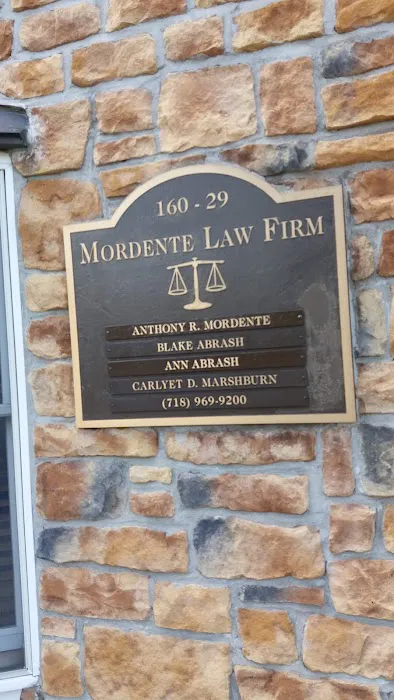 160 - 29
MORDENTE LAW FIRM
ANTHONY R. MORDENTE
BLAKE ABRASH
ANN ABRASH
CARLYET D. MARSHBURN
(718) 969-9200